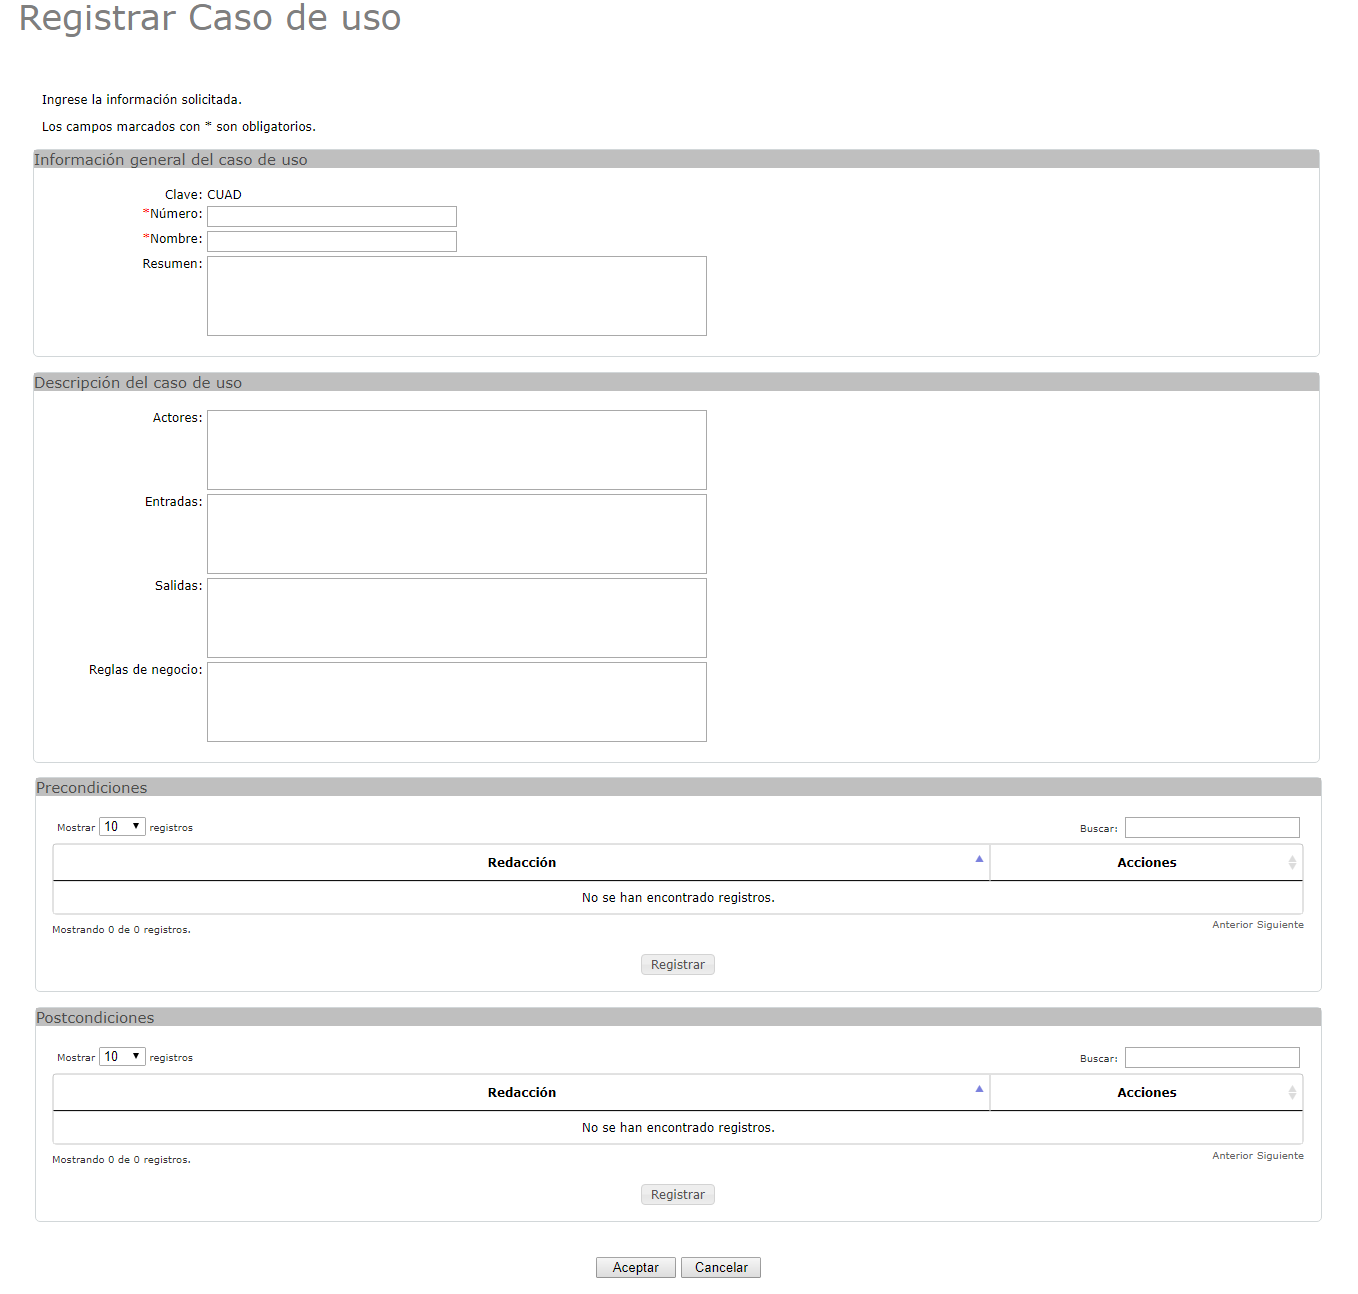 Registrar Caso de uso
Ingrese la información solicitada.
Los campos marcados con * son obligatorios.
Información general del caso de uso
Clave: CUAD
*Número:
*Nombre:
Resumen:
Descripción del caso de uso
Actores:
Entradas:
Salidas:
Reglas de negocio:
Precondiciones
Mostrar 10 registros Buscar:
Redacción Acciones
No se han encontrado registros.
Mostrando 0 de 0 registros. Anterior Siguiente
Registrar
Postcondiciones
Mostrar 10 registros Buscar:
Redacción Acciones
No se han encontrado registros.
Mostrando 0 de 0 registros. Anterior Siguiente
Registrar
Aceptar Cancelar